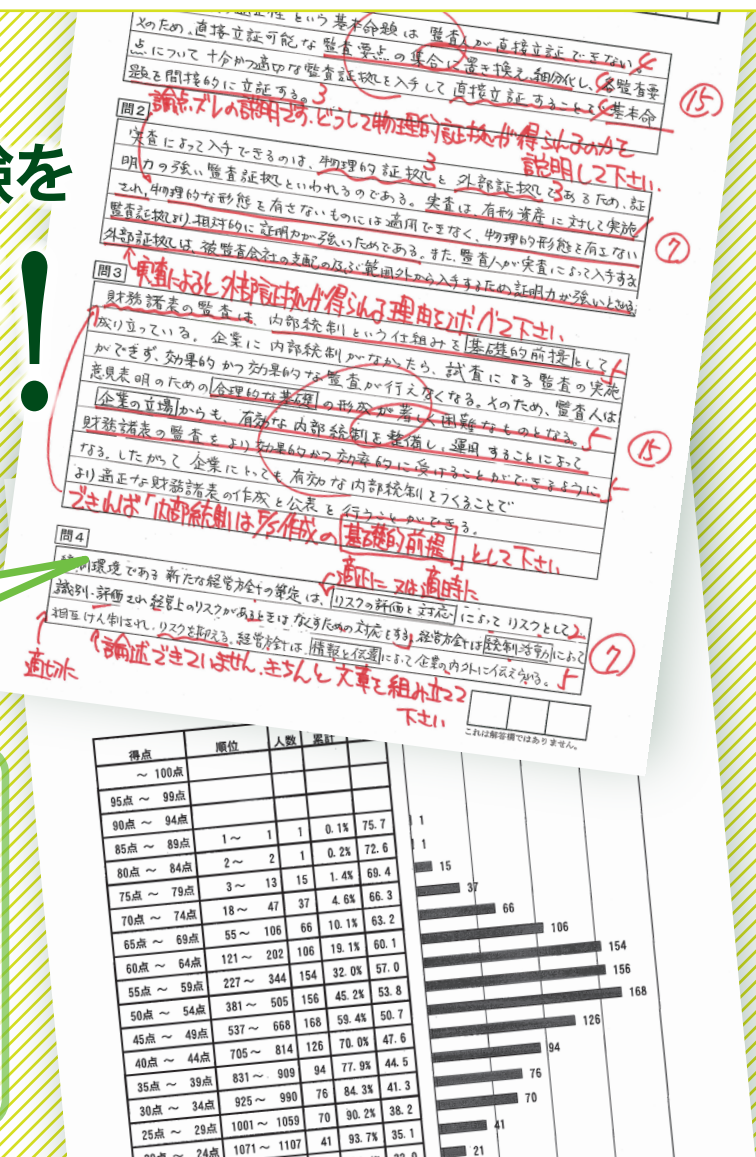 という基本命題は 監査人が直接立証できない。4
そのため、直接立証可能な監査要点の集合に置き換え、細分化し、各監査要
点について十分かつ適切な監査証拠を入手して直接立証することで基本命
題を間接的に立証する。3
⑮
問2
論点ズレの説明です。どうして物理的証拠が得られるのかを
説明して下さい。
実査によって入手できるのは、物理的証拠と外部証拠であるため、証
明力の強い監査証拠といわれるのである。実査は、有形資産に対して実施
され、物理的な形態を有さないものには適用できなく、物理的形態を有さない
監査証拠より、相対的に証明力が強いためである。また、監査人が実査によって入手する
外部証拠は、被監査会社の支配の及ぶ範囲外から入手するため証明力が強いとされる
⑦
験を
!
問3
実査によると外部証拠が得られる理由を述べて下さい
財務諸表の監査は、内部統制という仕組みを基礎的前提として
成り立っている。企業に内部統制がなかったら、試査による監査の実施
ができず、効果的かつ効果的な監査が行えなくなる。そのため、監査人は
意見表明のための合理的な基礎の形成が著しく困難なものとなる。5
企業の立場からも、有効な内部統制を整備し、運用することによって
財務諸表の監査をより効果的かつ効率的に受けることができるように
なる。したがって企業にとっても有効な内部統制をつくることで
より適正な財務諸表の作成と公表を行うことができる。
⑮
できれば「内部統制はF/S作成の基礎的前提」として下さい
問4
適正に又は適時に
環境である新たな経営方針の策定は、リスクの評価と対応によってリスクとして
識別・評価され経営上のリスクがあるときはなくすための対応をする。経営方針は統制活動によって
相互けん制され、リスクを抑える。経営方針は、情報と伝達によって企業の内外に伝えられる。5
⑦
適切に
論述できていません。きちんと文章を組み立てて
下さい
これは解答欄ではありません。
得点 順位 人数 累計
～ 100点
95点 ～ 99点
90点 ～ 94点
85点 ～ 89点 1～ 1 1 0.1% 75.7 1
80点 ～ 84点 2～ 2 1 0.2% 72.6 1
75点 ～ 79点 3～ 13 15 1.4% 69.4 15
70点 ～ 74点 18～ 47 37 4.6% 66.3 37
65点 ～ 69点 55～ 106 66 10.1% 63.2 66
60点 ～ 64点 121～ 202 106 19.1% 60.1 106
55点 ～ 59点 227～ 344 154 32.0% 57.0 154
50点 ～ 54点 381～ 505 156 45.2% 53.8 156
45点 ～ 49点 537～ 668 168 59.4% 50.7 168
40点 ～ 44点 705～ 814 126 70.0% 47.6 126
35点 ～ 39点 831～ 909 94 77.9% 44.5 94
30点 ～ 34点 925～ 990 76 84.3% 41.3 76
25点 ～ 29点 1001～ 1059 70 90.2% 38.2 70
24点 1071～ 1107 41 93.7% 35.1 41
21